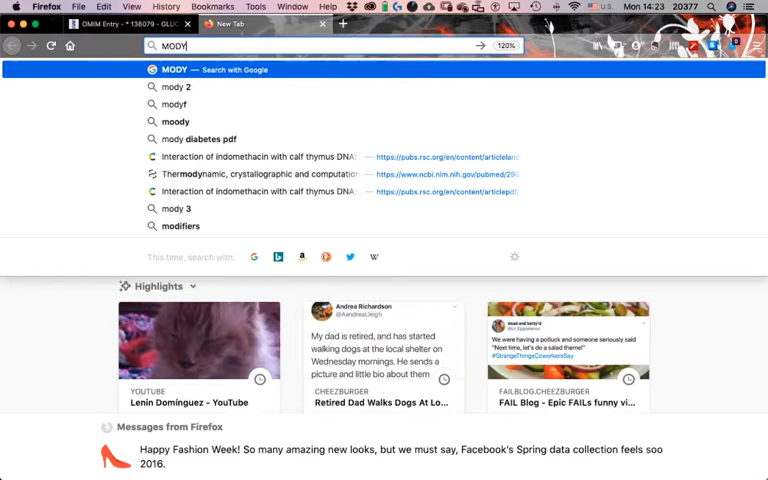 Firefox File Edit View History Bookmarks Tools Window Help Mon 14:23 20377
OMIM Entry - * 138079 - GLUC
New Tab
MODY
120%
MODY — Search with Google
mody 2
modyf
moody
mody diabetes pdf
Interaction of indomethacin with calf thymus DNA: — https://pubs.rsc.org/en/content/articleland
Thermodynamic, crystallographic and computation — https://www.ncbi.nlm.nih.gov/pubmed/296
Interaction of indomethacin with calf thymus DNA: — https://pubs.rsc.org/en/content/articlepdf
mody 3
modifiers
This time, search with:
Highlights
YOUTUBE
Lenin Domínguez - YouTube
Andrea Richardson
@AandreaLleigh
My dad is retired, and has started
walking dogs at the local shelter on
Wednesday mornings. He sends a
picture and little bio about them
CHEEZBURGER
Retired Dad Walks Dogs At Lo...
dead and betty'd
We were having a potluck and someone seriously said
"Next time, let's do a salad theme!"
#StrangeThingsCoworkersSay
FAILBLOG.CHEEZBURGER
FAIL Blog - Epic FAILs funny vi...
Messages from Firefox
Happy Fashion Week! So many amazing new looks, but we must say, Facebook's Spring data collection feels soo
2016.